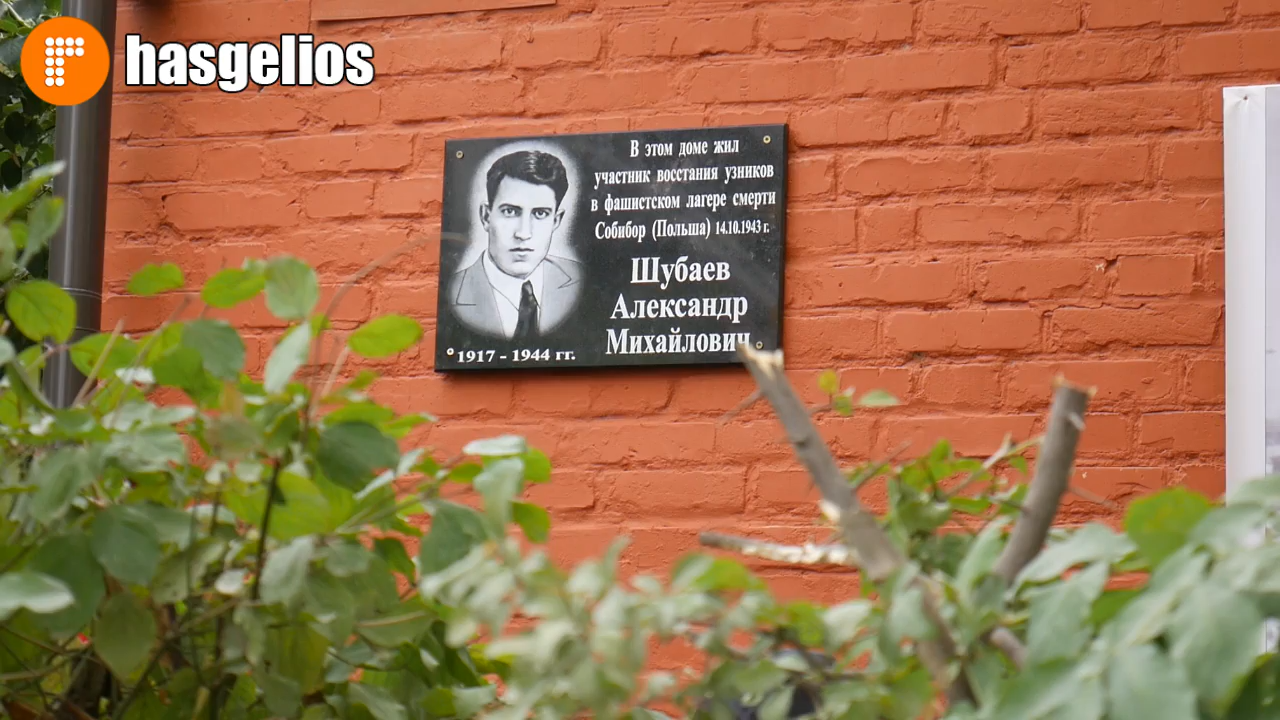 hasgelios
В этом доме жил
участник восстания узников
в фашистском лагере смерти
Собибор (Польша) 14.10.1943 г.
Шубаев
Александр
Михайлович
1917 - 1944 гг.